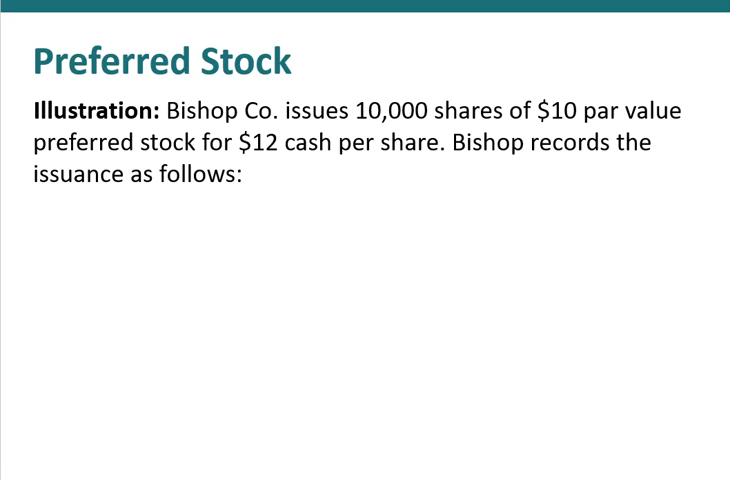 Preferred Stock
Illustration: Bishop Co. issues 10,000 shares of $10 par value
preferred stock for $12 cash per share. Bishop records the
issuance as follows: